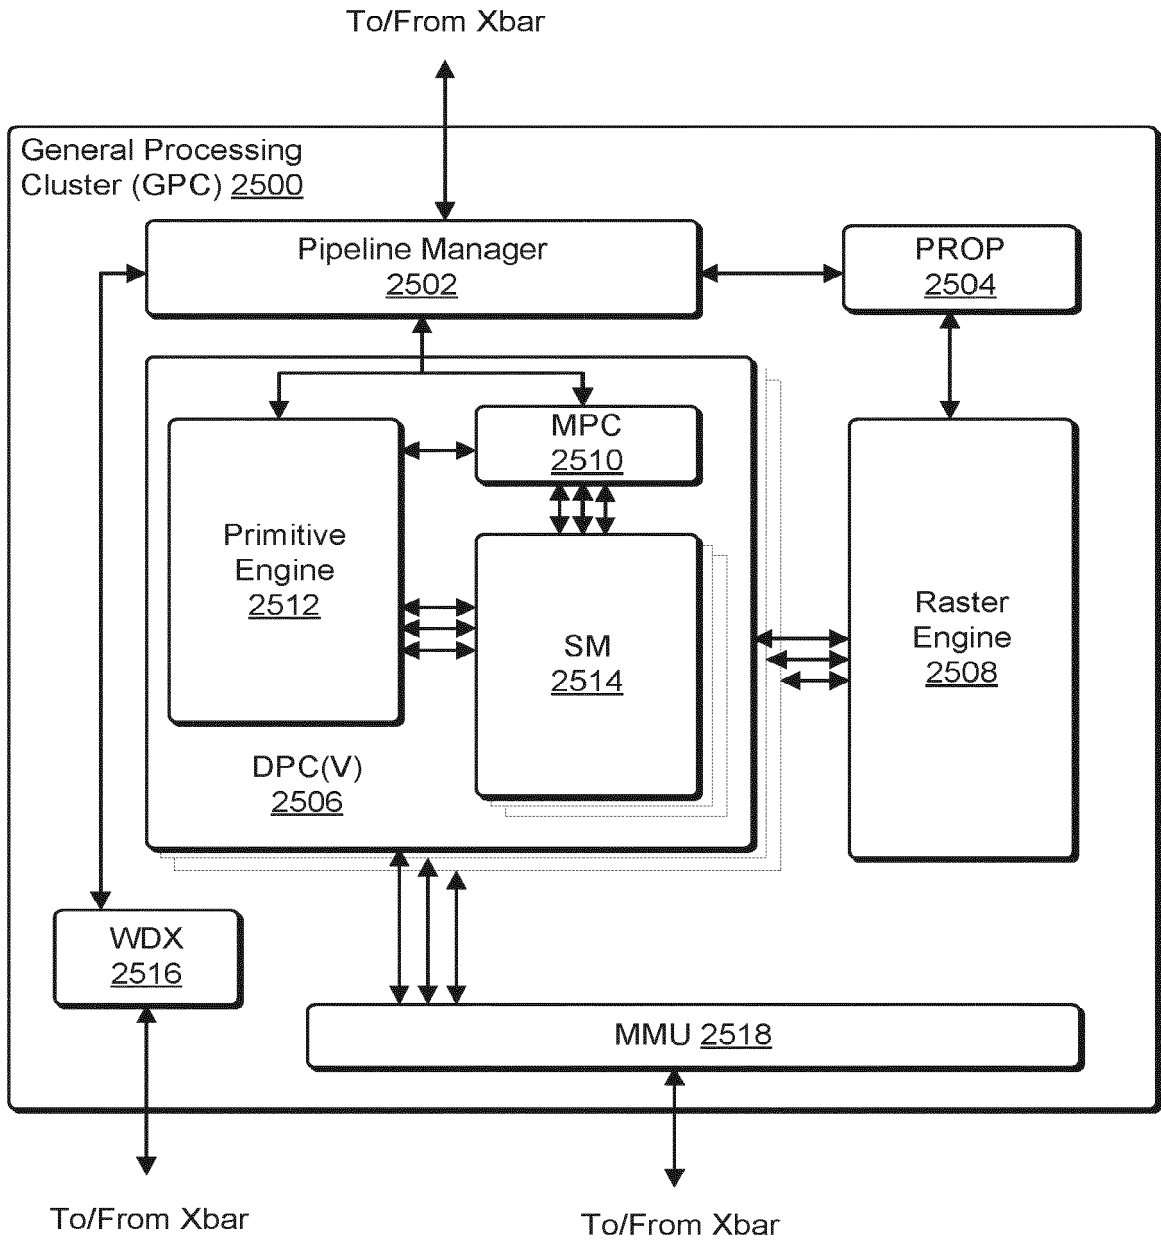 To/From Xbar
General Processing
Cluster (GPC) 2500
Pipeline Manager
2502
PROP
2504
MPC
2510
Primitive
Engine
2512
SM
2514
Raster
Engine
2508
DPC(V)
2506
WDX
2516
MMU 2518
To/From Xbar
To/From Xbar